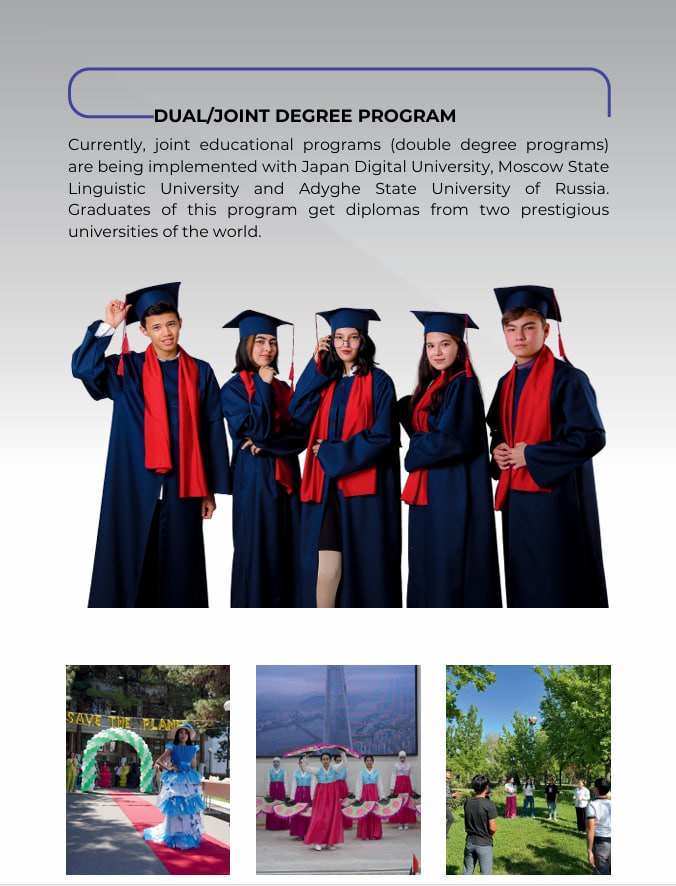 DUAL/JOINT DEGREE PROGRAM
Currently, joint educational programs (double degree programs)
are being implemented with Japan Digital University, Moscow State
Linguistic University and Adyghe State University of Russia.
Graduates of this program get diplomas from two prestigious
universities of the world.
SAVE THE PLANE